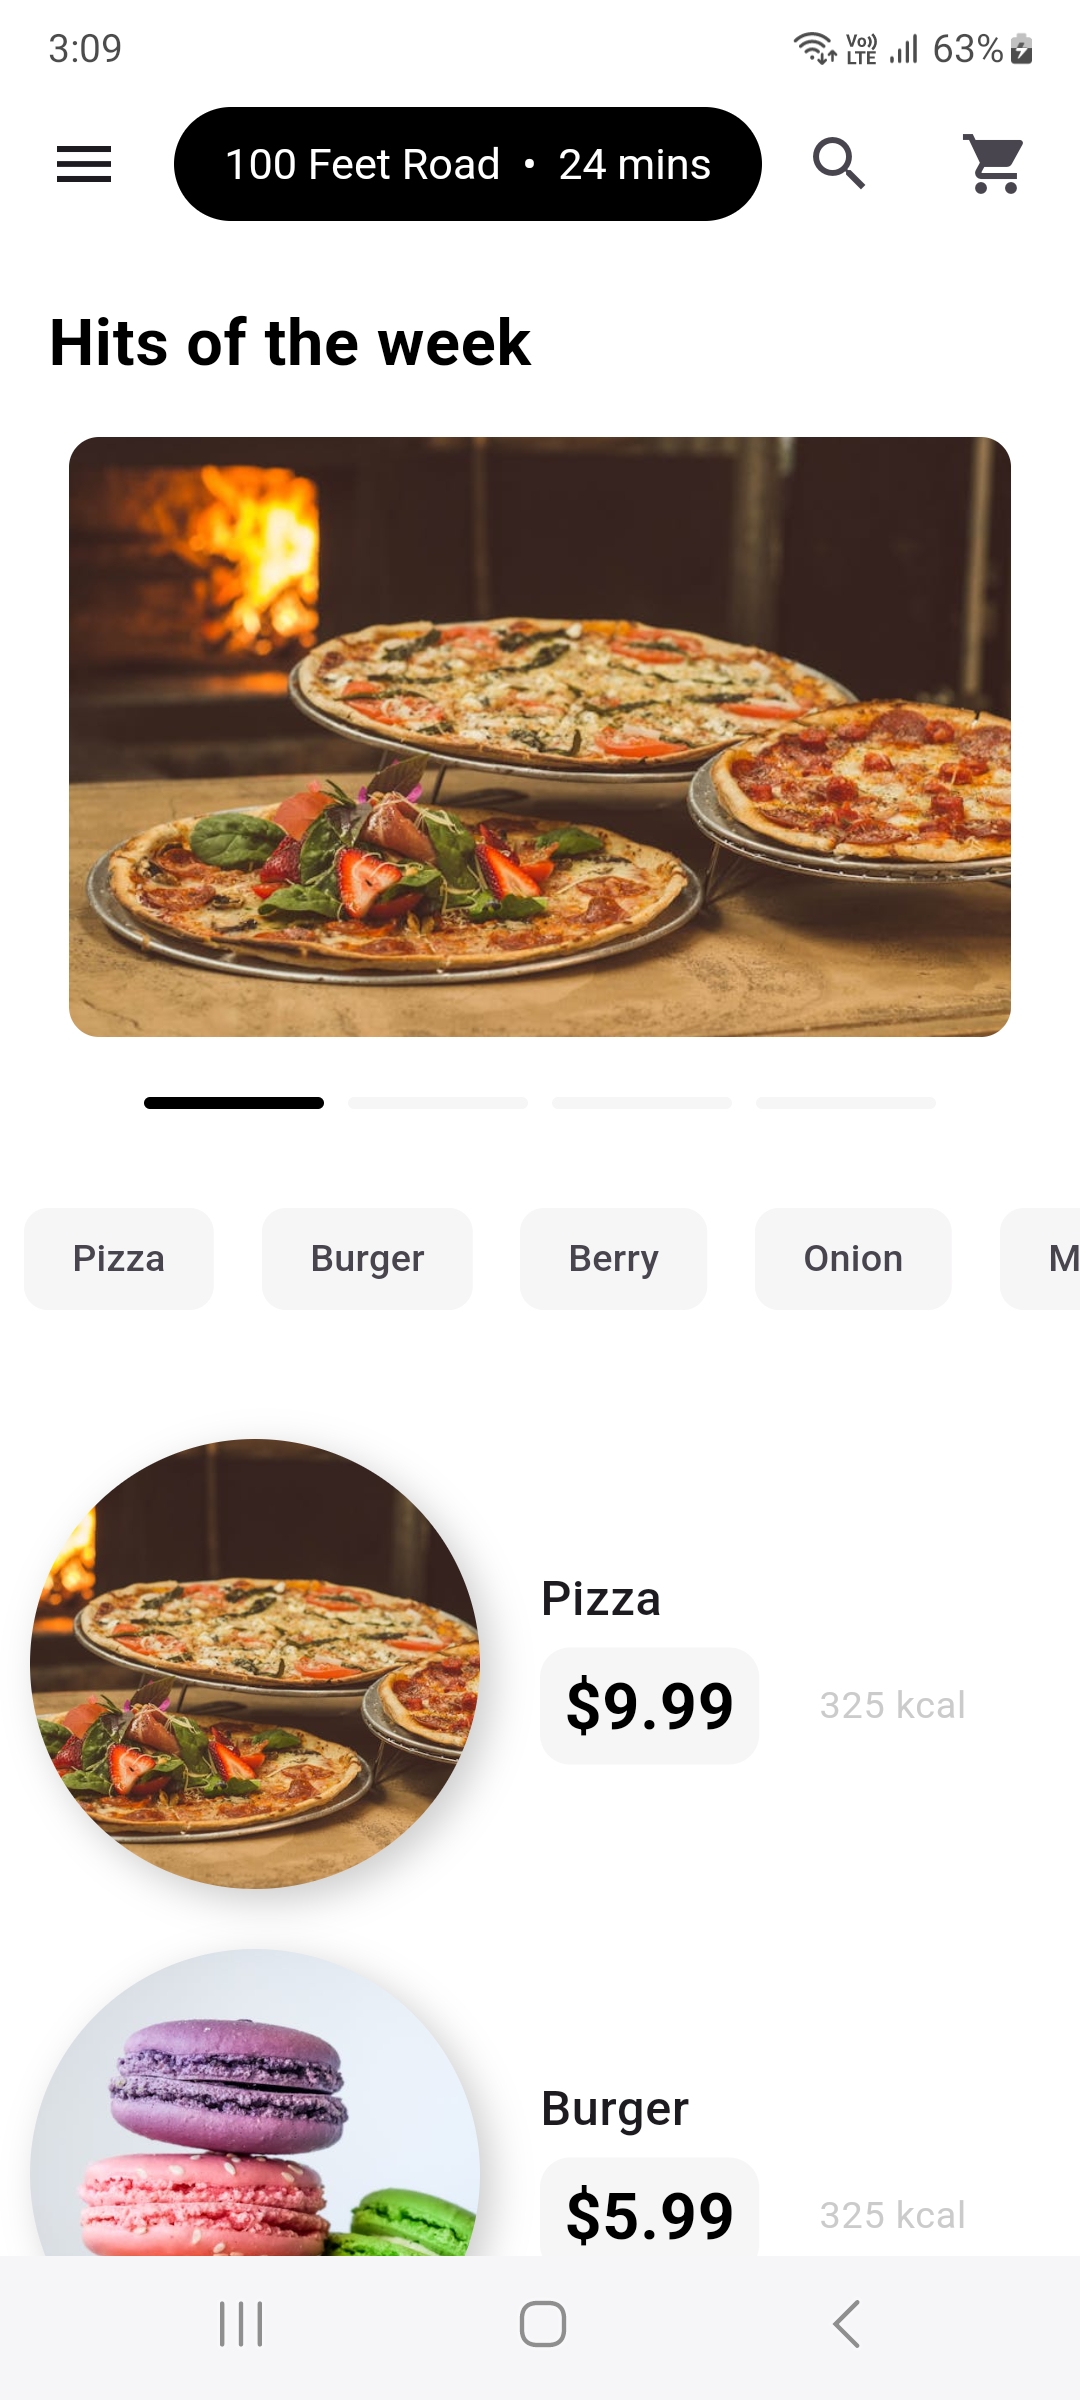 3:09
Vo)) LTE 63%
100 Feet Road • 24 mins
Hits of the week
Pizza Burger Berry Onion M
Pizza
$9.99 325 kcal
Burger
$5.99 325 kcal